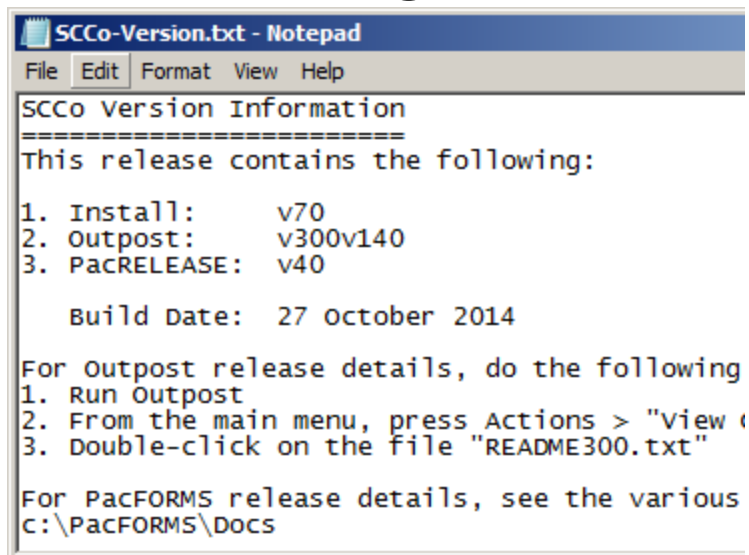 SCCo-Version.txt - Notepad
File Edit Format View Help
SCCo Version Information
========================
This release contains the following:
1. Install: v70
2. Outpost: v300v140
3. PacRELEASE: v40
Build Date: 27 October 2014
For Outpost release details, do the following
1. Run Outpost
2. From the main menu, press Actions > "View
3. Double-click on the file "README300.txt"
For PacFORMS release details, see the various
c:\PacFORMS\Docs